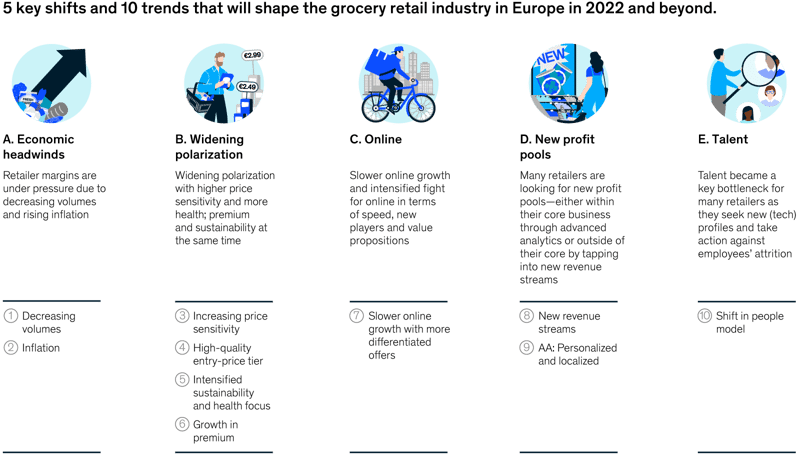 5 key shifts and 10 trends that will shape the grocery retail industry in Europe in 2022 and beyond.
A. Economic
headwinds
Retailer margins are
under pressure due to
decreasing volumes
and rising inflation
1 Decreasing
volumes
2 Inflation
€2,99
€2.49
B. Widening
polarization
Widening polarization
with higher price
sensitivity and more
health; premium
and sustainability at
the same time
3 Increasing price
sensitivity
4 High-quality
entry-price tier
5 Intensified
sustainability
and health focus
6 Growth in
premium
C. Online
Slower online growth
and intensified fight
for online in terms
of speed, new
players and value
propositions
7 Slower online
growth with more
differentiated
offers
NEW
D. New profit
pools
Many retailers are
looking for new profit
pools—either within
their core business
through advanced
analytics or outside of
their core by tapping
into new revenue
streams
8 New revenue
streams
9 AA: Personalized
and localized
E. Talent
Talent became a
key bottleneck for
many retailers as
they seek new (tech)
profiles and take
action against
employees’ attrition
10 Shift in people
model